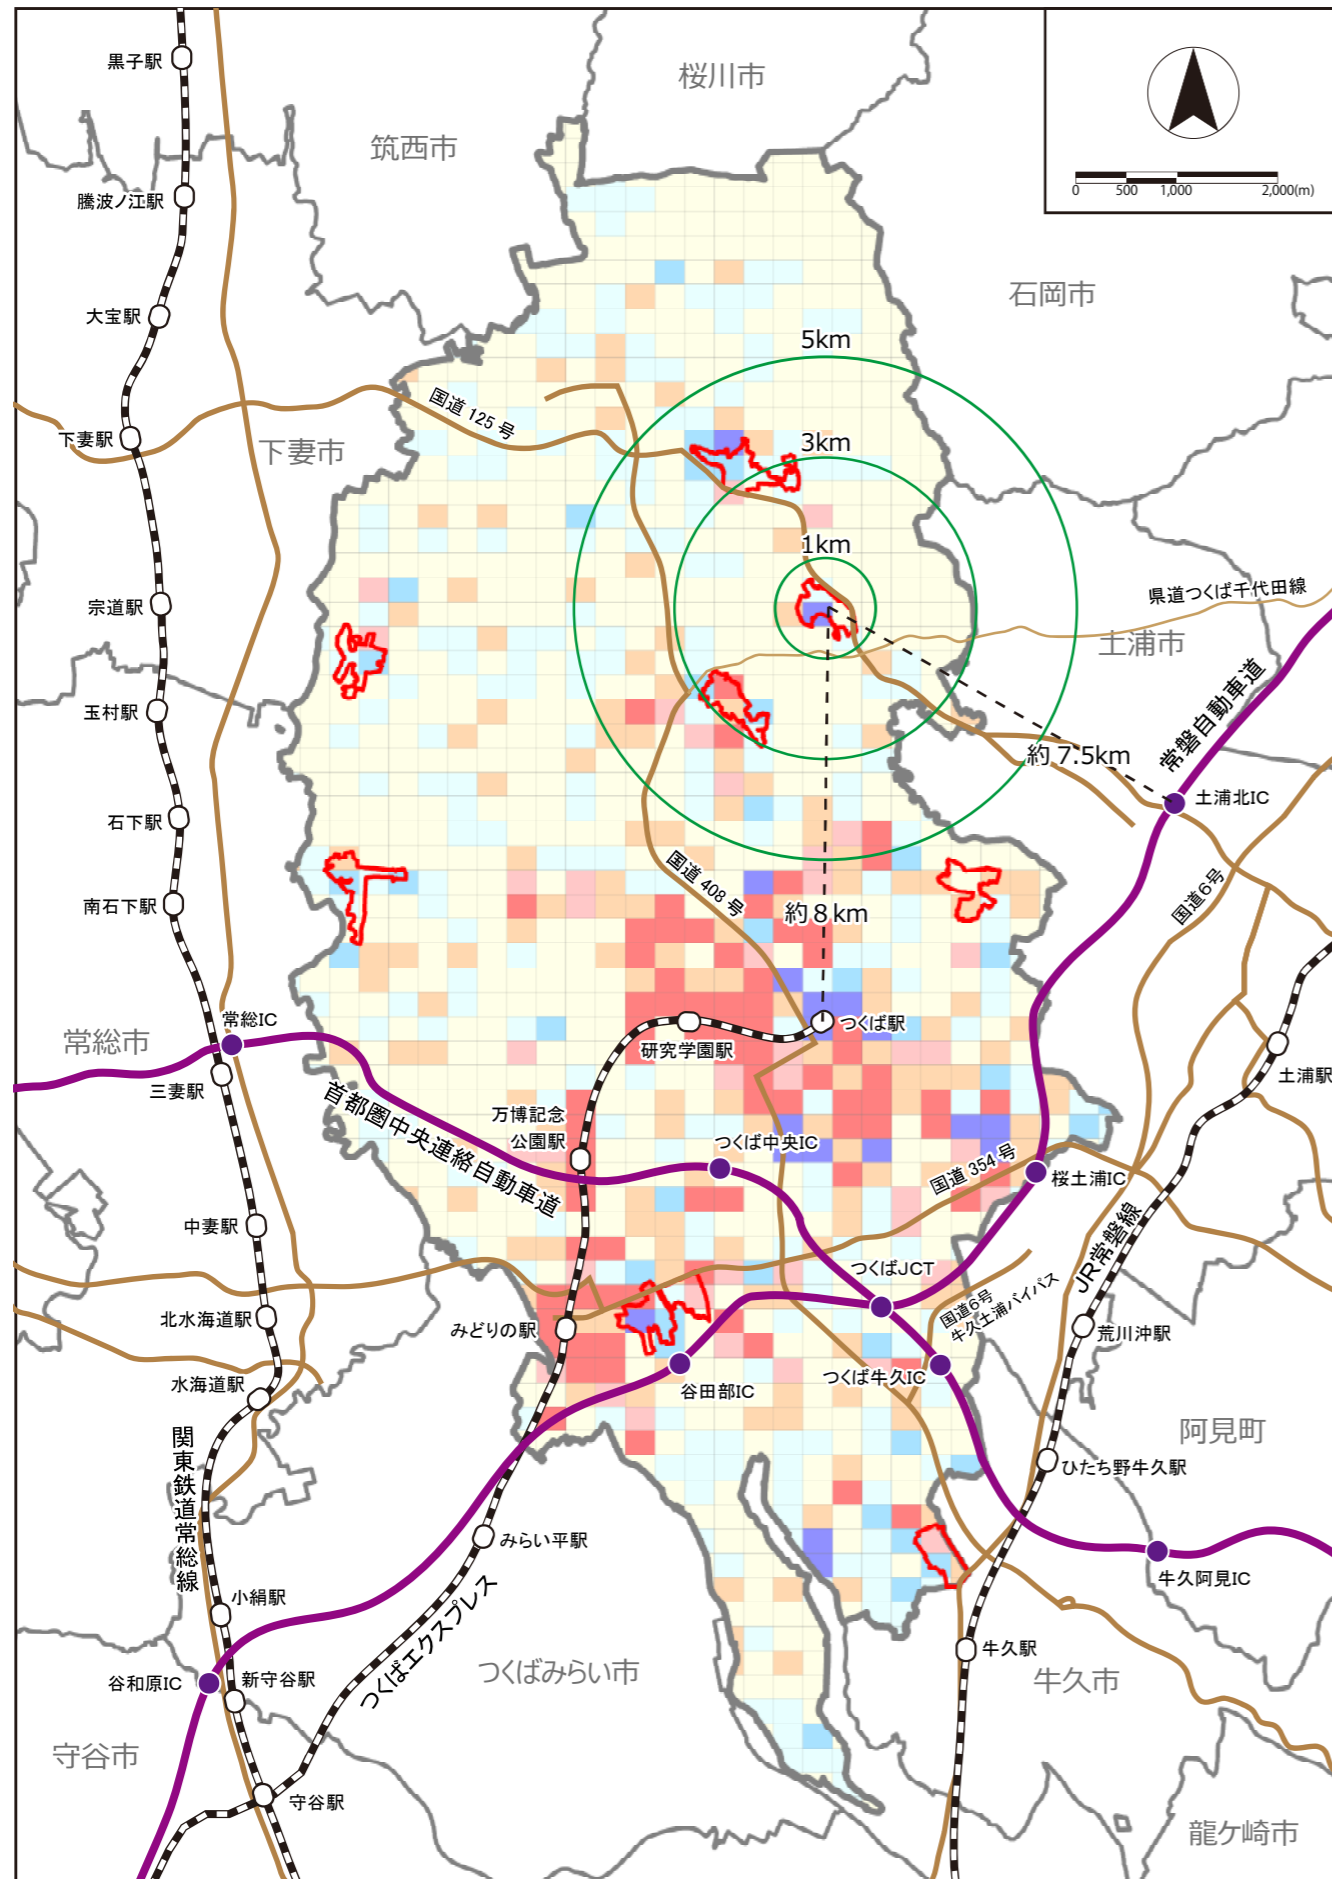 黒子駅
桜川市
筑西市
0 500 1,000 2,000(m)
騰波ノ江駅
石岡市
大宝駅
5km
国道 125 号
下妻駅
下妻市
3km
1km
宗道駅
県道つくば千代田線
土浦市
玉村駅
常磐自動車道
約 7.5km
土浦北IC
石下駅
国道 408 号
国道6号
南石下駅
約 8 km
常総IC
つくば駅
常総市
研究学園駅
土浦駅
三妻駅
首都圏中央連絡自動車道
万博記念
公園駅
つくば中央IC
国道 354 号
桜土浦IC
中妻駅
JR常磐線
つくばJCT
国道6号
牛久土浦バイパス
北水海道駅
みどりの駅
荒川沖駅
谷田部IC
つくば牛久IC
水海道駅
阿見町
関東鉄道常総線
ひたち野牛久駅
みらい平駅
牛久阿見IC
小絹駅
つくばエクスプレス
牛久駅
つくばみらい市
谷和原IC
新守谷駅
牛久市
守谷市
守谷駅
龍ケ崎市